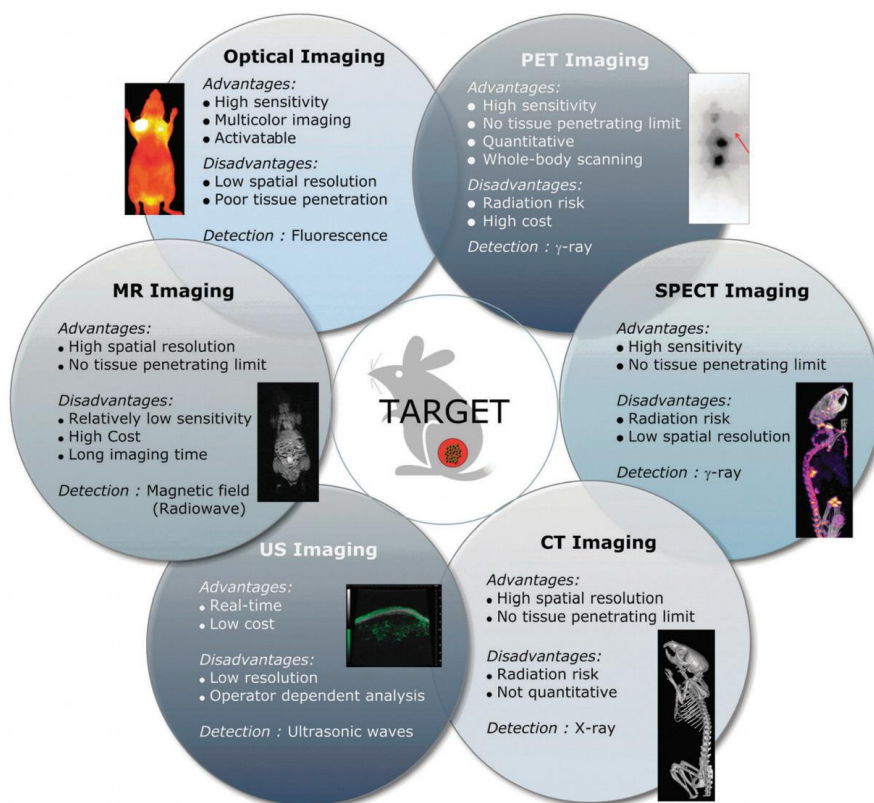 Optical Imaging
Advantages:
• High sensitivity
• Multicolor imaging
• Activatable
Disadvantages:
• Low spatial resolution
• Poor tissue penetration
Detection : Fluorescence
PET Imaging
Advantages:
• High sensitivity
• No tissue penetrating limit
• Quantitative
• Whole-body scanning
Disadvantages:
• Radiation risk
• High cost
Detection : γ-ray
MR Imaging
Advantages:
• High spatial resolution
• No tissue penetrating limit
Disadvantages:
• Relatively low sensitivity
• High Cost
• Long imaging time
Detection : Magnetic field
(Radiowave)
TARGET
SPECT Imaging
Advantages:
• High sensitivity
• No tissue penetrating limit
Disadvantages:
• Radiation risk
• Low spatial resolution
Detection : γ-ray
US Imaging
Advantages:
• Real-time
• Low cost
Disadvantages:
• Low resolution
• Operator dependent analysis
Detection : Ultrasonic waves
CT Imaging
Advantages:
• High spatial resolution
• No tissue penetrating limit
Disadvantages:
• Radiation risk
• Not quantitative
Detection : X-ray